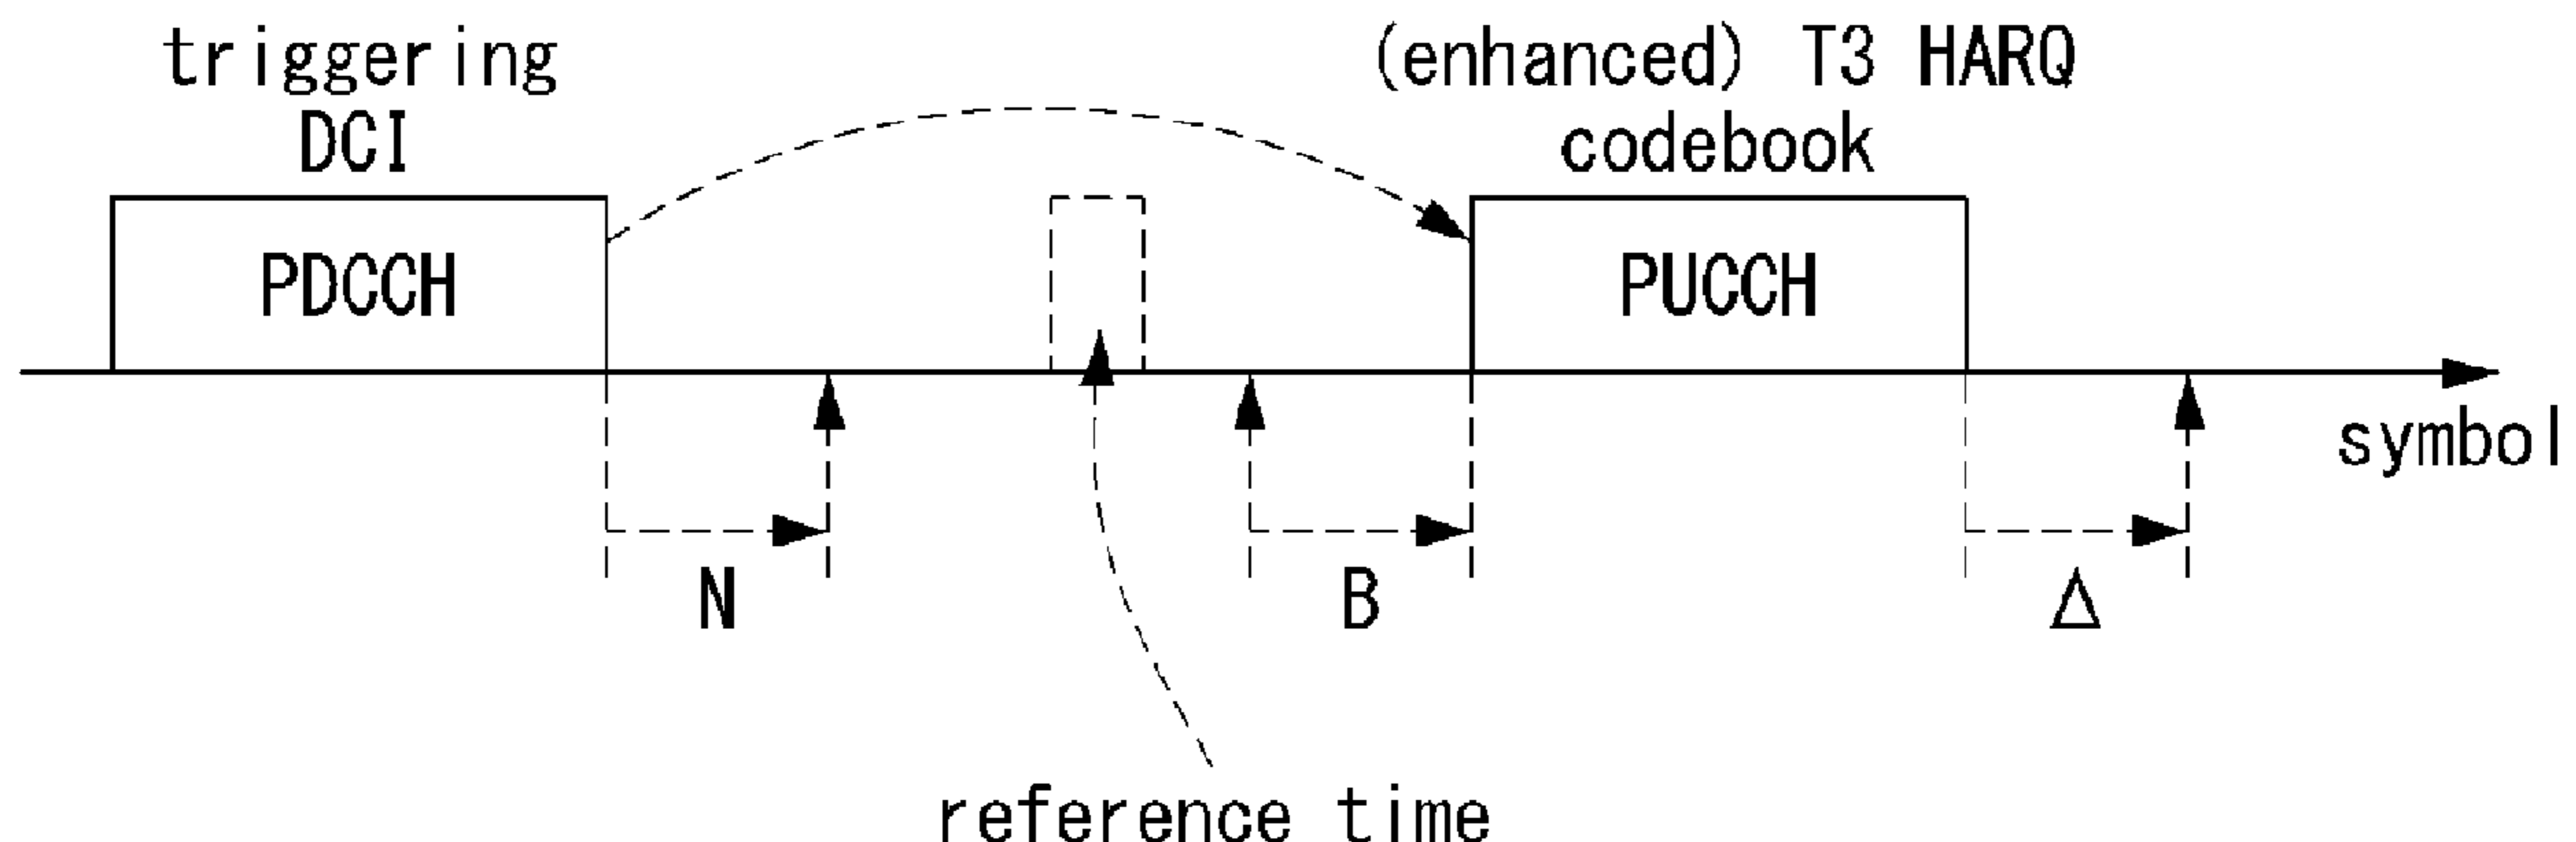 triggering
DCI
(enhanced) T3 HARQ
codebook
PDCCH
PUCCH
symbol
N
B
Δ
reference time